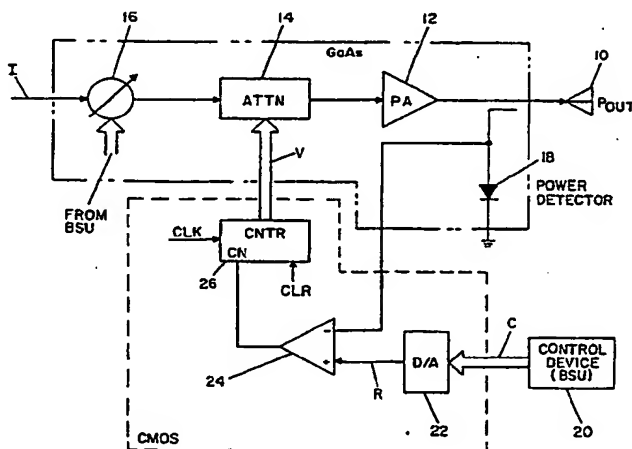 16
14
12
10
GaAs
I
ATTN
PA
POUT
18
V
POWER
DETECTOR
FROM
BSU
CLK
CNTR
CN
26
CLR
C
24
R
D/A
CONTROL
DEVICE
(BSU)
22
20
CMOS
-
+